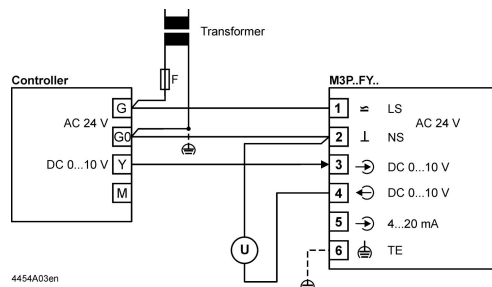 Transformer
F
Controller
M3P..FY..
G
AC 24 V
G0
DC 0...10 V
Y
M
1
LS
AC 24 V
2
NS
3
DC 0...10 V
4
DC 0...10 V
5
4...20 mA
6
TE
U
4454A03en